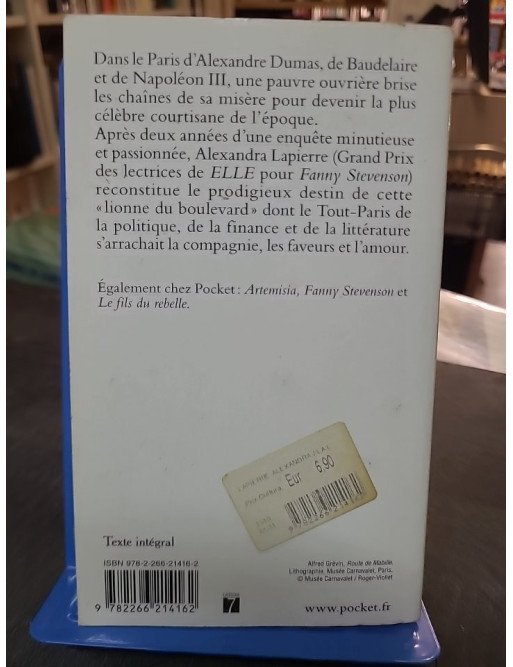 Dans le Paris d'Alexandre Dumas, de Baudelaire
et de Napoléon III, une pauvre ouvrière brise
les chaînes de sa misère pour devenir la plus
célèbre courtisane de l'époque.
Après deux années d'une enquête minutieuse
et passionnée, Alexandra Lapierre (Grand Prix
des lectrices de ELLE pour Fanny Stevenson)
reconstitue le prodigieux destin de cette
« lionne du boulevard » dont le Tout-Paris de
la politique, de la finance et de la littérature
s'arrachait la compagnie, les faveurs et l'amour.
Également chez Pocket : Artemisia, Fanny Stevenson et
Le fils du rebelle.
LAPIERRE ALEXANDRA
Eur 6.90
9782266214162
Texte intégral
ISBN 978-2-266-21416-2
9 782266 214162
7
Alfred Grévin, Route de Mabille.
Lithographie. Musée Carnavalet, Paris.
© Musée Carnavalet / Roger-Viollet
www.pocket.fr